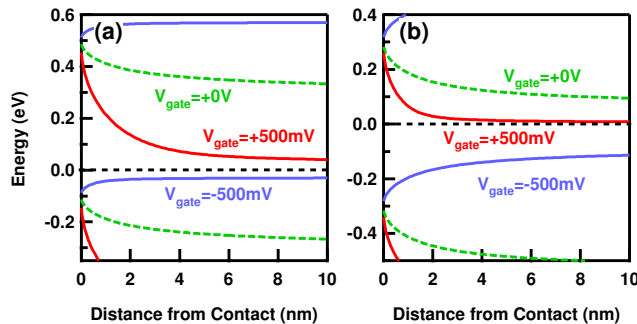 (a)
(b)
0.6
0.4
0.2
0.0
-0.2
Energy (eV)
V_gate=+0V
V_gate=+500mV
V_gate=-500mV
0 2 4 6 8 10
Distance from Contact (nm)
0.4
0.2
0.0
-0.2
-0.4
V_gate=+0V
V_gate=+500mV
V_gate=-500mV
0 2 4 6 8 10
Distance from Contact (nm)